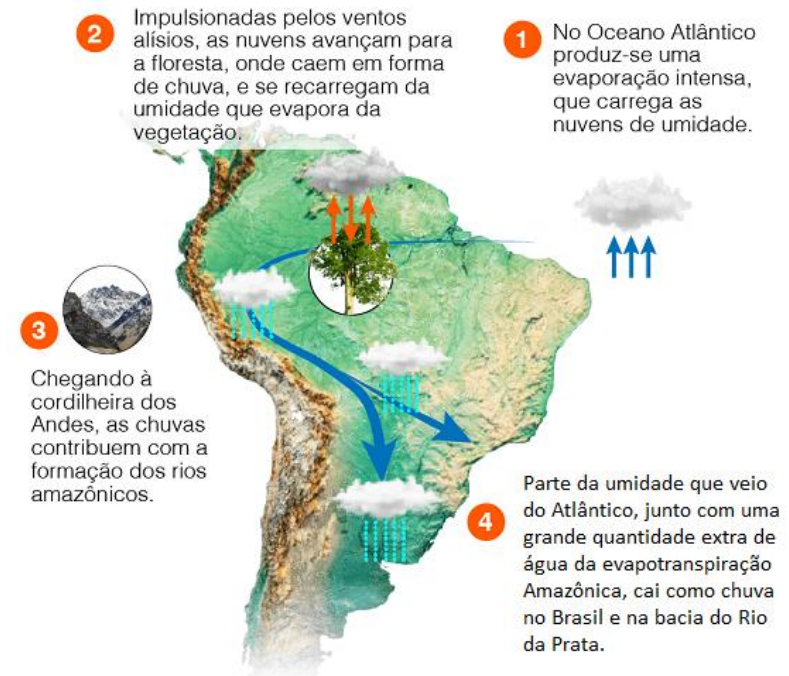 1
No Oceano Atlântico
produz-se uma
evaporação intensa,
que carrega as
nuvens de umidade.
2
Impulsionadas pelos ventos
alísios, as nuvens avançam para
a floresta, onde caem em forma
de chuva, e se recarregam da
umidade que evapora da
vegetação.
3
Chegando à
cordilheira dos
Andes, as chuvas
contribuem com a
formação dos rios
amazônicos.
4
Parte da umidade que veio
do Atlântico, junto com uma
grande quantidade extra de
água da evapotranspiração
Amazônica, cai como chuva
no Brasil e na bacia do Rio
da Prata.